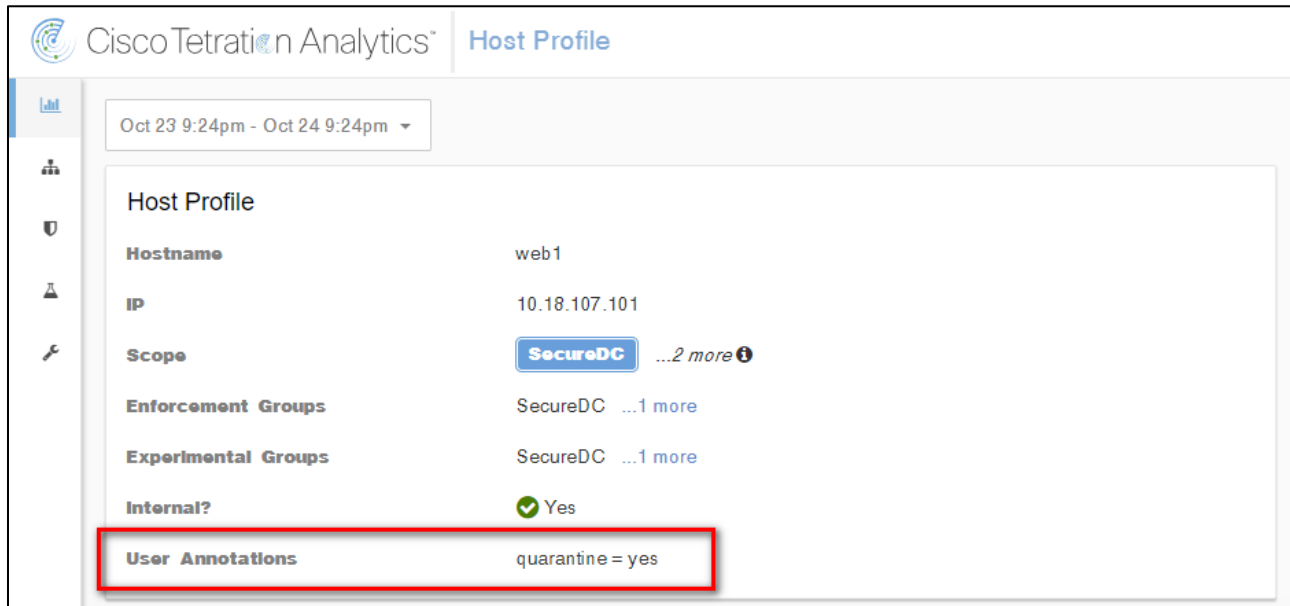 Cisco Tetration Analytics™ Host Profile
Oct 23 9:24pm - Oct 24 9:24pm
Host Profile
Hostname web1
IP 10.18.107.101
Scope SecureDC ...2 more
Enforcement Groups SecureDC ...1 more
Experimental Groups SecureDC ...1 more
Internal? Yes
User Annotations quarantine = yes